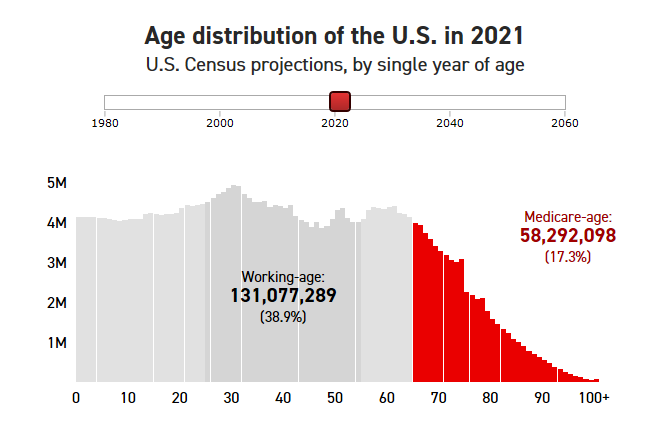 Age distribution of the U.S. in 2021
U.S. Census projections, by single year of age
1980 2000 2020 2040 2060
5M
4M
3M
2M
1M
Medicare-age:
58,292,098
(17.3%)
Working-age:
131,077,289
(38.9%)
0 10 20 30 40 50 60 70 80 90 100+